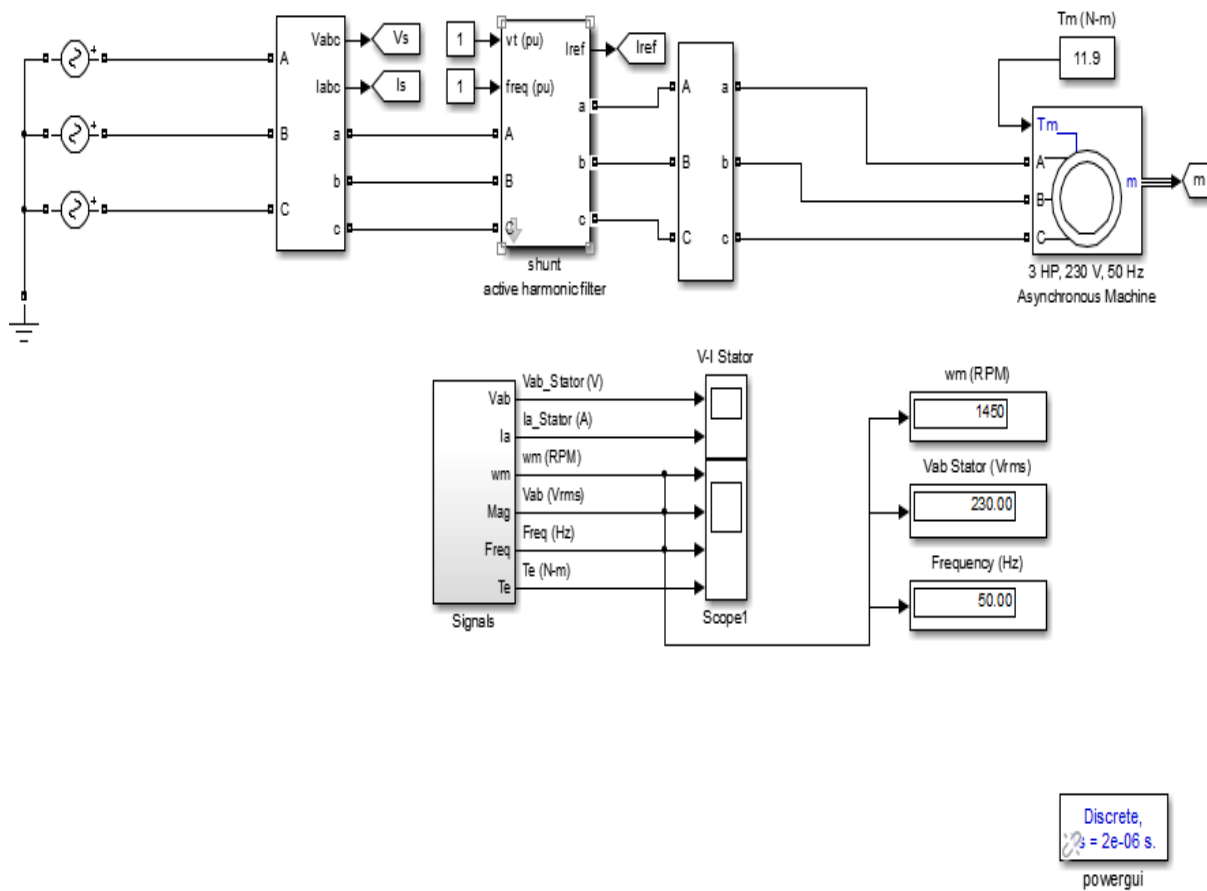 Vabc
Iabc
A
B
C
a
b
c
Vs
Is
1
1
vt (pu)
freq (pu)
Iref
A
B
C
a
b
c
shunt
active harmonic filter
Iref
A
B
C
a
b
c
Tm (N-m)
11.9
Tm
A
B
C
m
m
3 HP, 230 V, 50 Hz
Asynchronous Machine
Vab
Ia
wm
Mag
Freq
Te
Signals
Vab_Stator (V)
Ia_Stator (A)
wm (RPM)
Vab (Vrms)
Freq (Hz)
Te (N-m)
V-I Stator
Scope1
wm (RPM)
1450
Vab Stator (Vrms)
230.00
Frequency (Hz)
50.00
Discrete,
s = 2e-06 s.
powergui